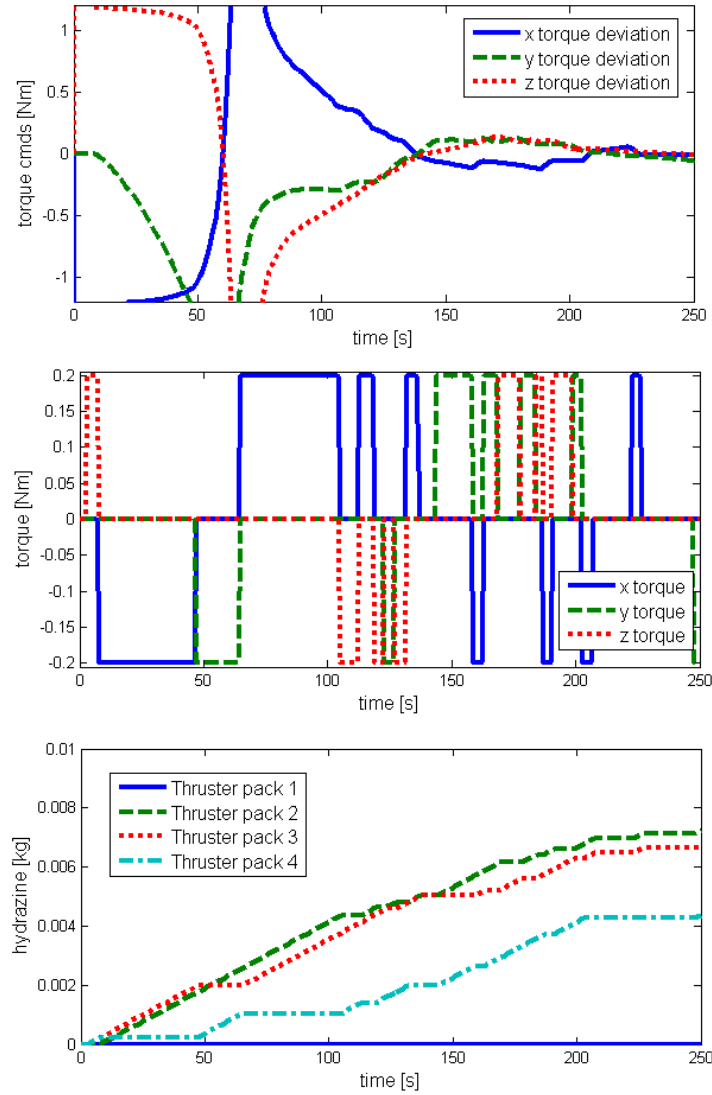 1
0.5
0
-0.5
-1
torque cmds [Nm]
x torque deviation
y torque deviation
z torque deviation
0 50 100 150 200 250
time [s]
0.2
0.15
0.1
0.05
0
-0.05
-0.1
-0.15
-0.2
torque [Nm]
x torque
y torque
z torque
0 50 100 150 200 250
time [s]
0.01
0.008
0.006
0.004
0.002
0
hydrazine [kg]
Thruster pack 1
Thruster pack 2
Thruster pack 3
Thruster pack 4
0 50 100 150 200 250
time [s]